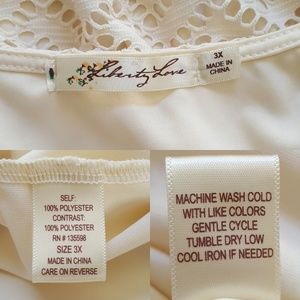 Liberty Love
3X
MADE IN
CHINA
SELF:
100% POLYESTER
CONTRAST:
100% POLYESTER
RN # 135598
SIZE 3X
MADE IN CHINA
CARE ON REVERSE
MACHINE WASH COLD
WITH LIKE COLORS
GENTLE CYCLE
TUMBLE DRY LOW
COOL IRON IF NEEDED